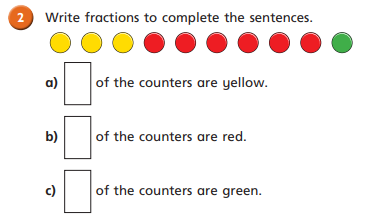 2 Write fractions to complete the sentences.
a) of the counters are yellow.
b) of the counters are red.
c) of the counters are green.